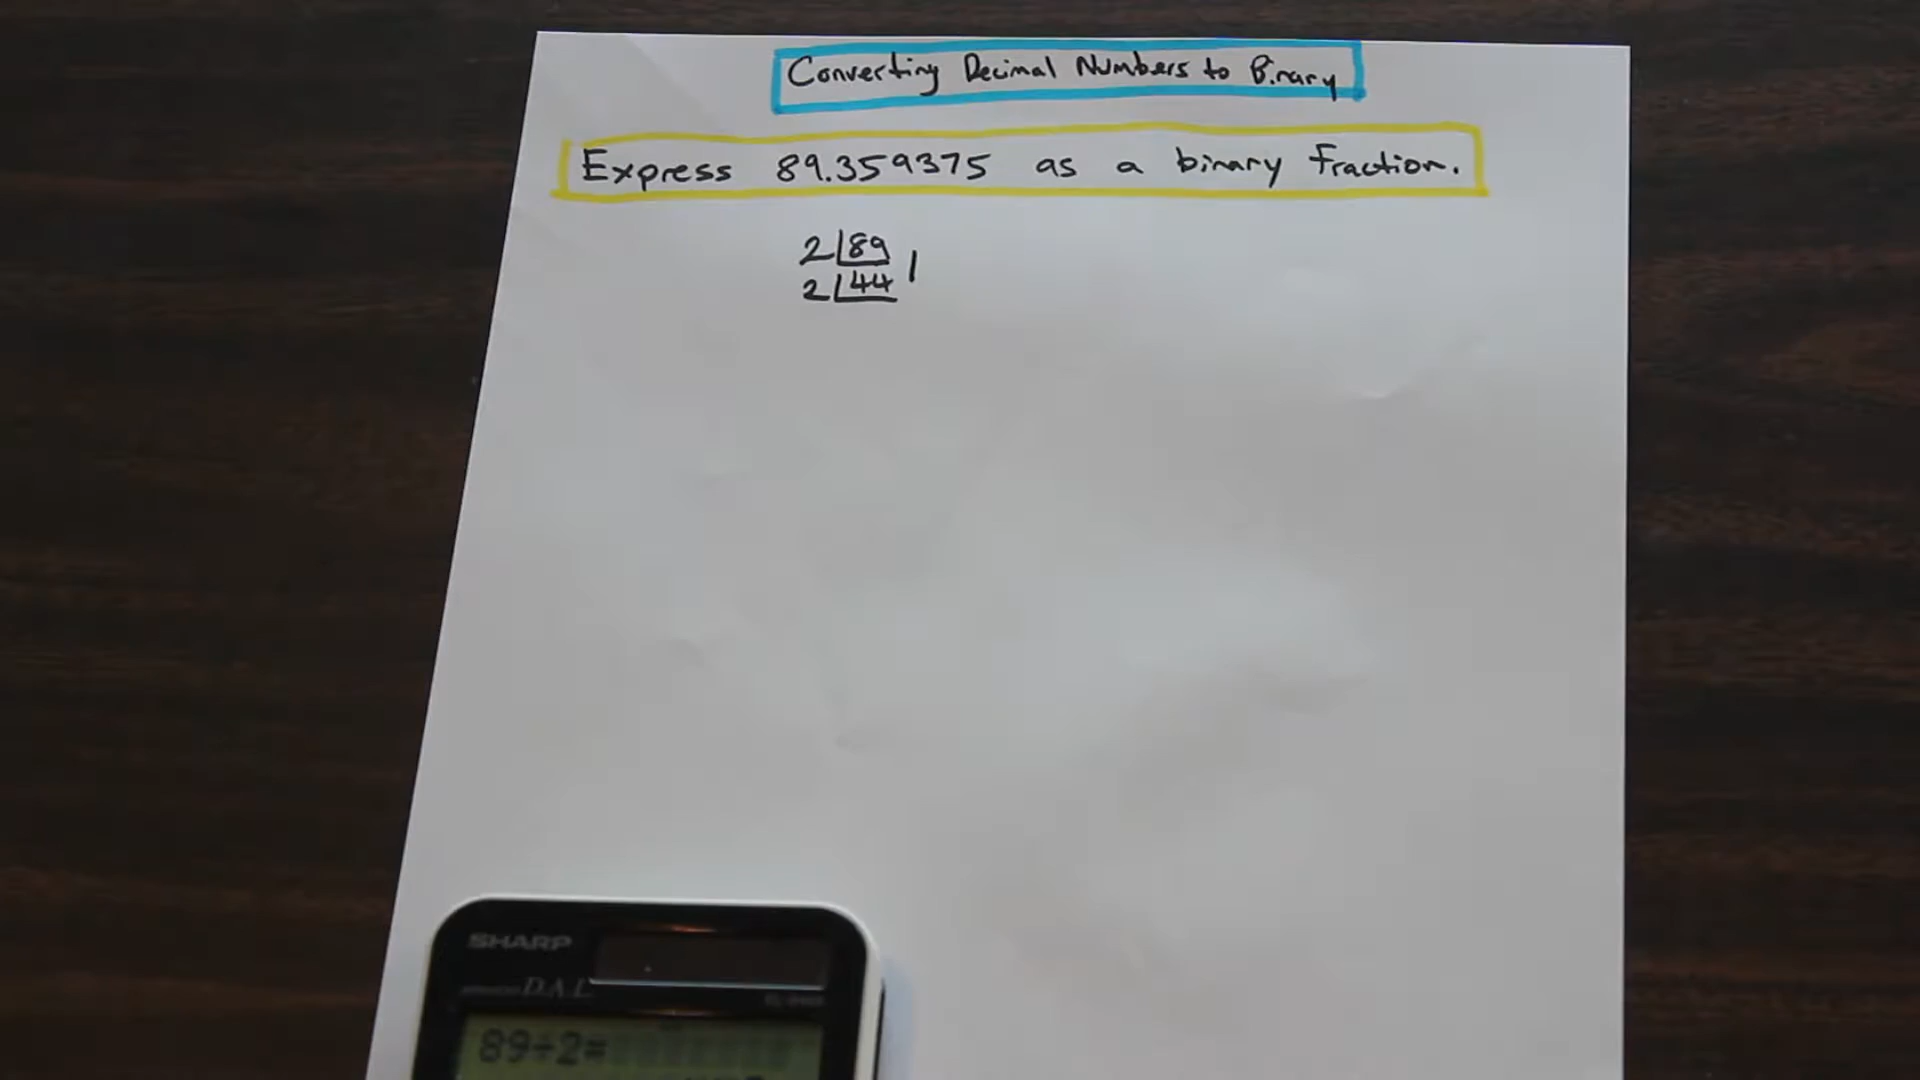 Converting Decimal Numbers to Binary
Express 89.359375 as a binary fraction.
2 89
2 44 1
SHARP
D.A.L.
89÷2=